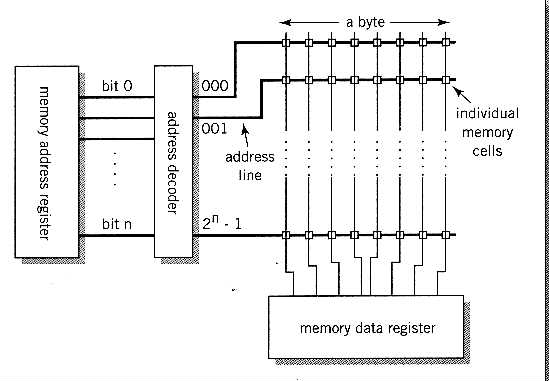 a byte
bit 0
000
001
memory address register
address decoder
address
line
individual
memory
cells
bit n
2ⁿ - 1
memory data register